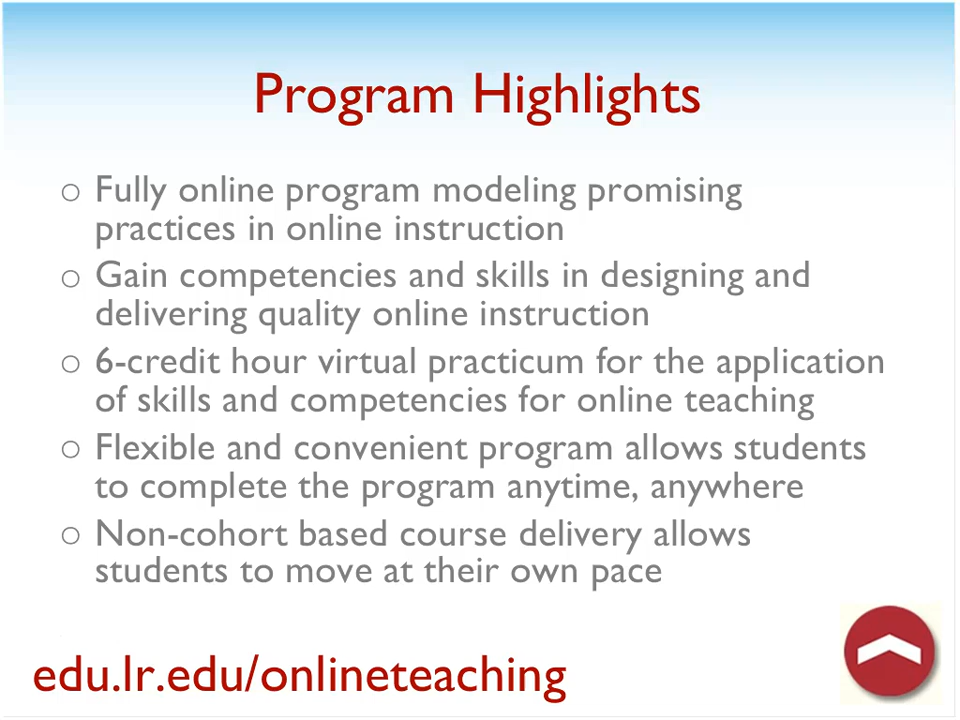 Program Highlights
○ Fully online program modeling promising
practices in online instruction
○ Gain competencies and skills in designing and
delivering quality online instruction
○ 6-credit hour virtual practicum for the application
of skills and competencies for online teaching
○ Flexible and convenient program allows students
to complete the program anytime, anywhere
○ Non-cohort based course delivery allows
students to move at their own pace
edu.lr.edu/onlineteaching